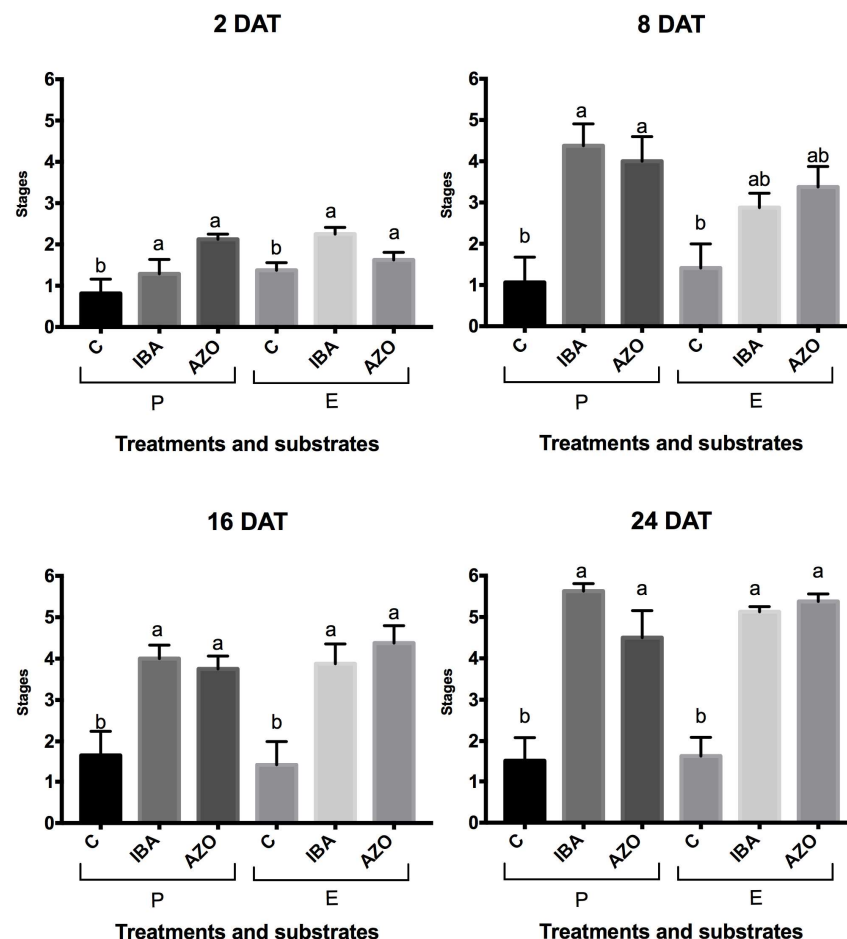 2 DAT
6
5
4
3
2
1
0
Stages
b a a b a a
C IBA AZO C IBA AZO
P E
Treatments and substrates
8 DAT
6
5
4
3
2
1
0
Stages
b a a b ab ab
C IBA AZO C IBA AZO
P E
Treatments and substrates
16 DAT
6
5
4
3
2
1
0
Stages
b a a b a a
C IBA AZO C IBA AZO
P E
Treatments and substrates
24 DAT
6
5
4
3
2
1
0
Stages
b a a b a a
C IBA AZO C IBA AZO
P E
Treatments and substrates